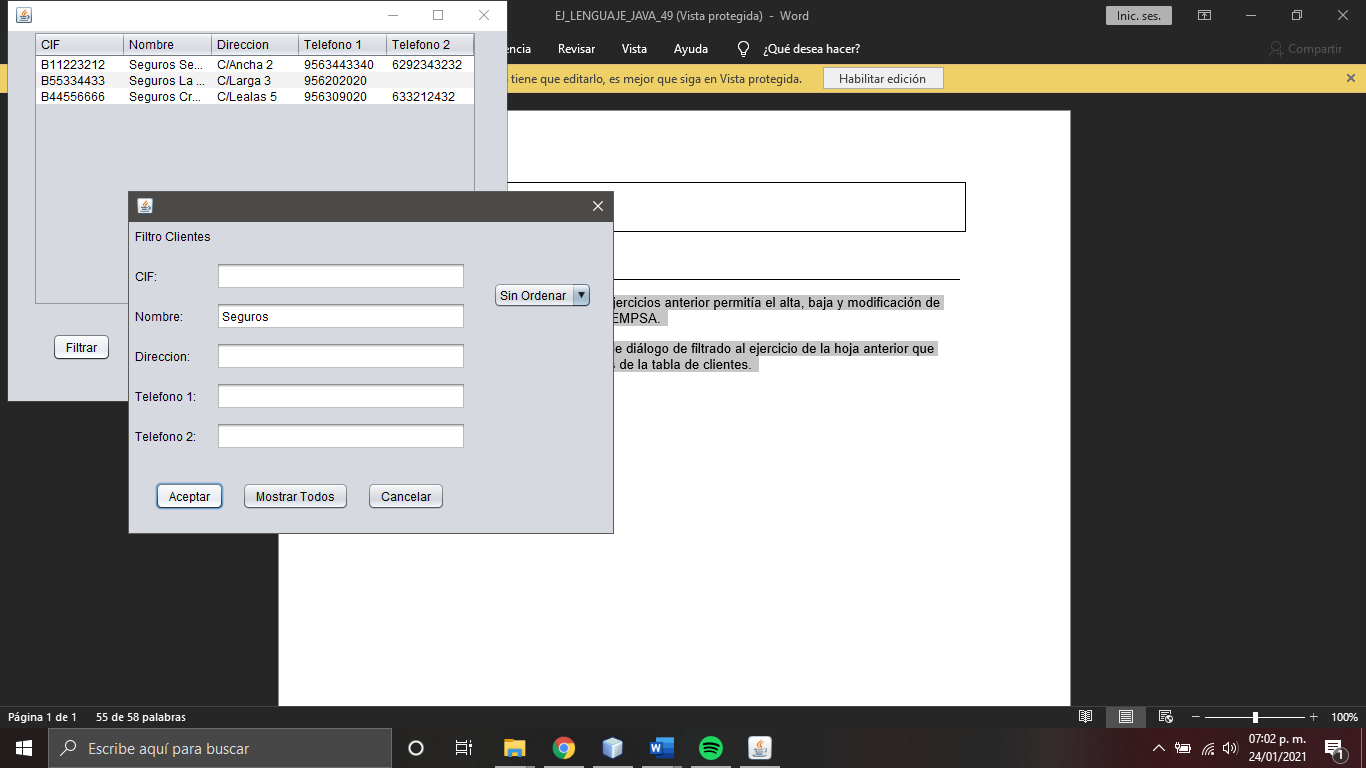 EJ_LENGUAJE_JAVA_49 (Vista protegida) - Word
Inic. ses.
encia Revisar Vista Ayuda ¿Qué desea hacer? Compartir
tiene que editarlo, es mejor que siga en Vista protegida. Habilitar edición
CIF Nombre Direccion Telefono 1 Telefono 2
B11223212 Seguros Se... C/Ancha 2 9563443340 6292343232
B55334433 Seguros La ... C/Larga 3 956202020
B44556666 Seguros Cr... C/Lealas 5 956309020 633212432
Filtrar
Filtro Clientes
CIF:
Sin Ordenar
Nombre: Seguros
Direccion:
Telefono 1:
Telefono 2:
Aceptar Mostrar Todos Cancelar
jercicios anterior permitía el alta, baja y modificación de
EMPSA.
e diálogo de filtrado al ejercicio de la hoja anterior que
s de la tabla de clientes.
Página 1 de 1 55 de 58 palabras 100%
Escribe aquí para buscar
07:02 p. m.
24/01/2021
1